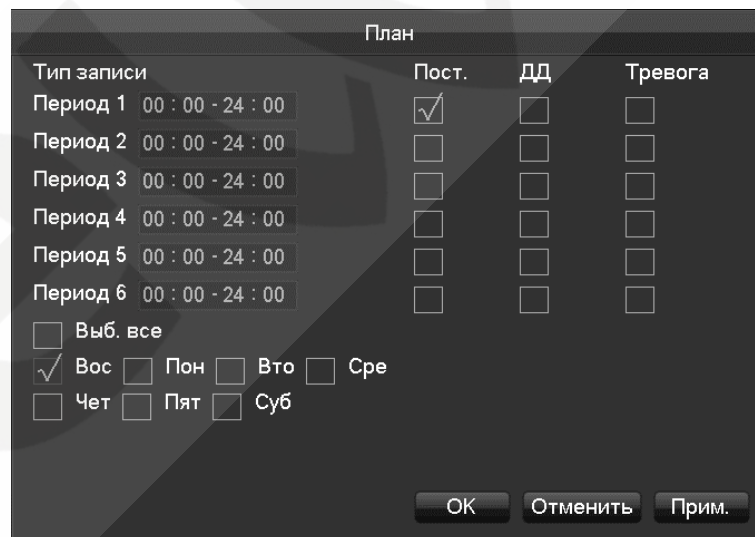 План
Тип записи Пост. ДД Тревога
Период 1 00 : 00 - 24 : 00
Период 2 00 : 00 - 24 : 00
Период 3 00 : 00 - 24 : 00
Период 4 00 : 00 - 24 : 00
Период 5 00 : 00 - 24 : 00
Период 6 00 : 00 - 24 : 00
Выб. все
Вос Пон Вто Сре
Чет Пят Суб
OK Отменить Прим.